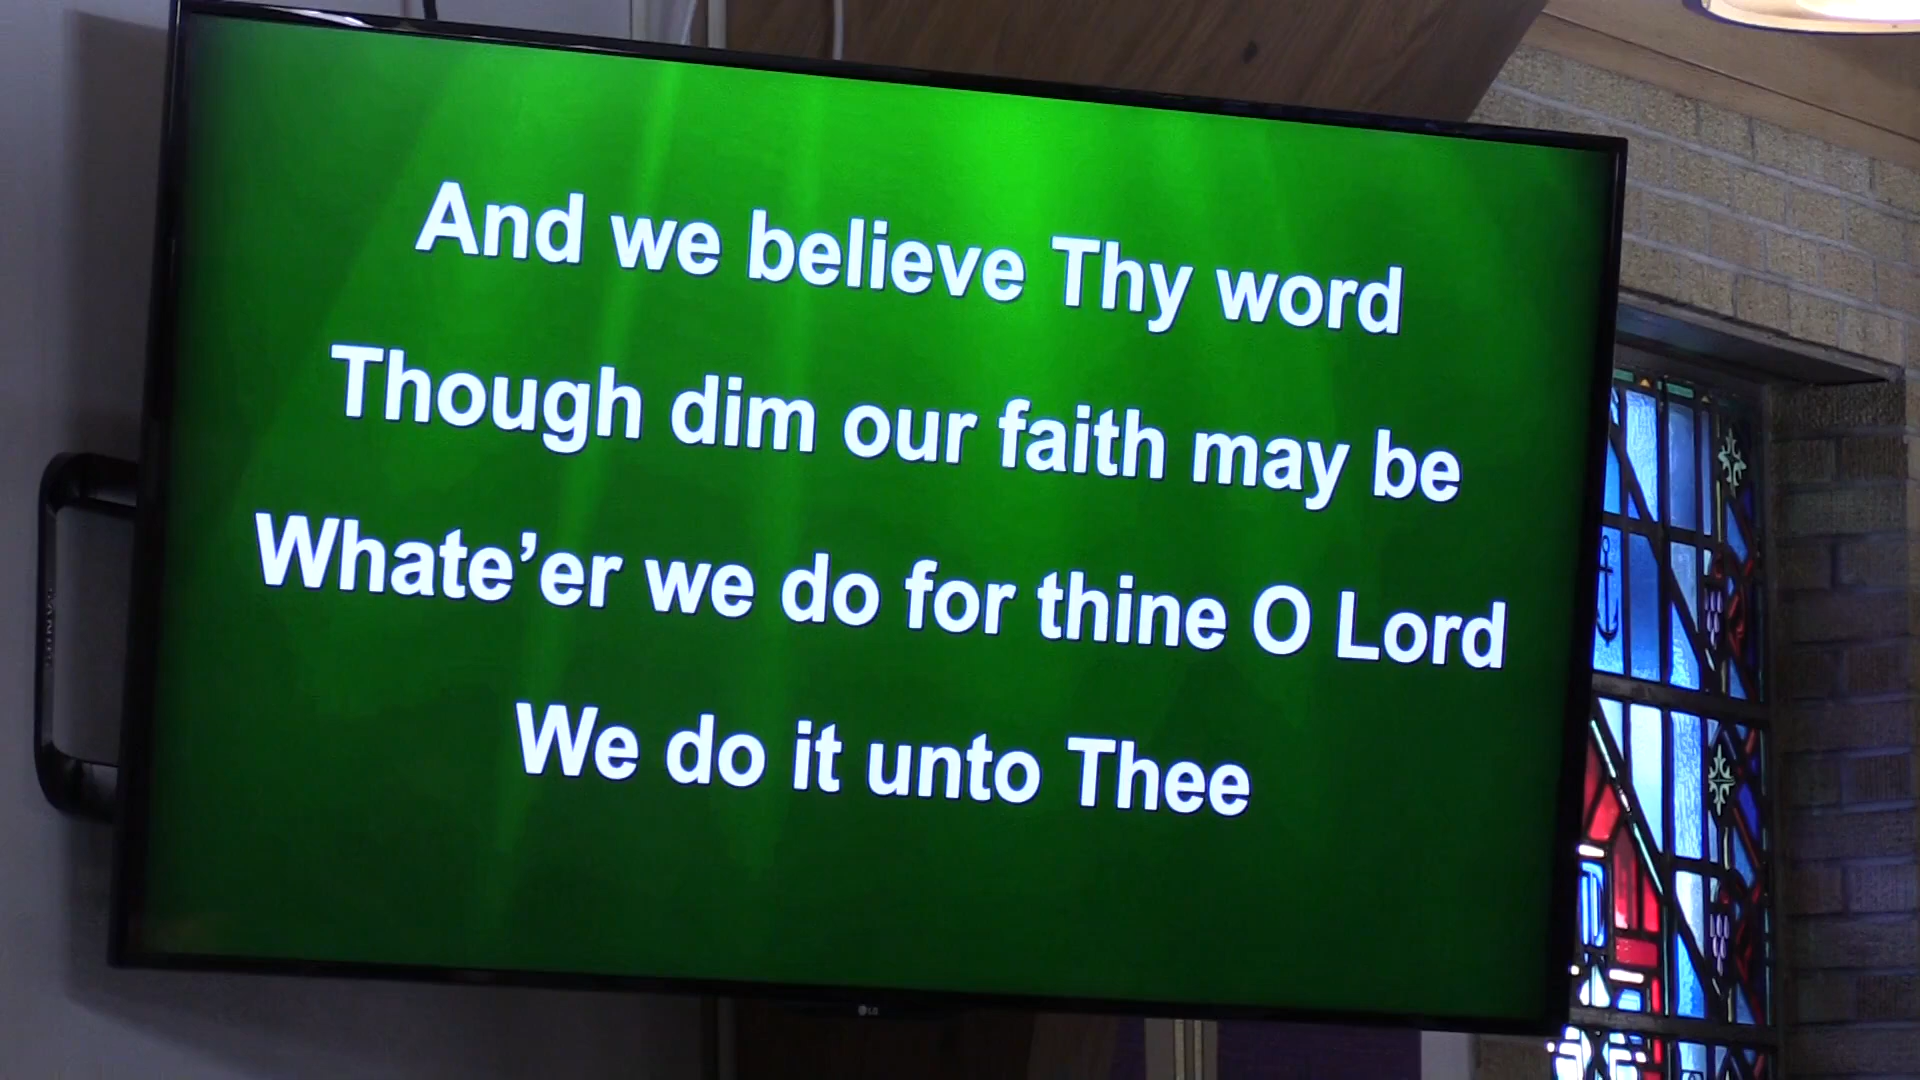 And we believe Thy word
Though dim our faith may be
Whate’er we do for thine O Lord
We do it unto Thee
LG